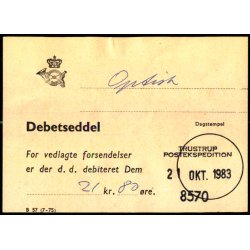 Optisk
Dagstempel
Debetseddel
TRUSTRUP
POSTEKSPEDITION
For vedlagte forsendelser
er der d. d. debiteret Dem
21 OKT. 1983
21 kr. 80 øre.
8570
B 57 (7-75)